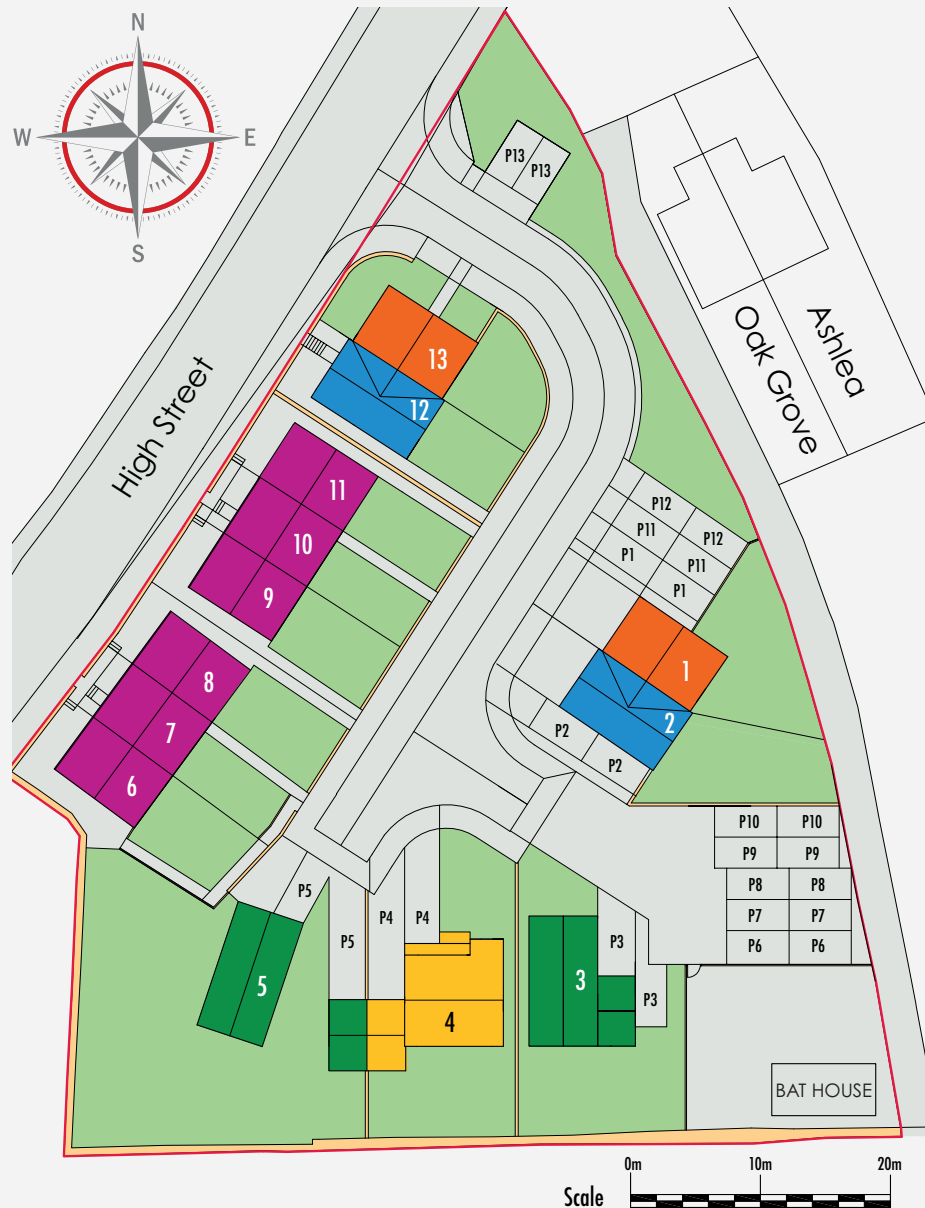 N
W
E
S
P13
P13
Oak Grove
Ashlea
High Street
13
12
11
10
9
P12
P12
P11
P11
P1
P1
1
2
P2
P2
8
7
6
P10
P10
P9
P9
P8
P8
P7
P7
P6
P6
P5
P5
P4
P4
P3
P3
5
4
3
BAT HOUSE
0m
10m
20m
Scale